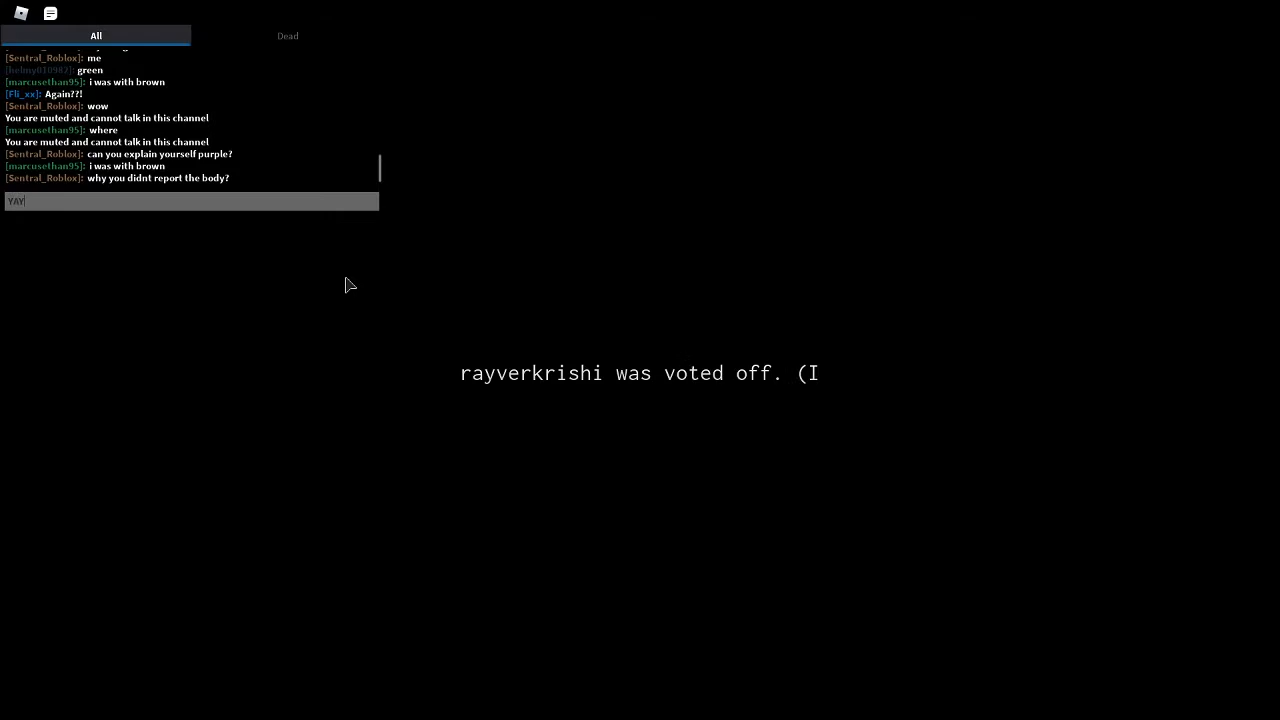 All
Dead
[Sentral_Roblox]: me
[helmy010982]: green
[marcusethan95]: i was with brown
[Fli_xx]: Again??!
[Sentral_Roblox]: wow
You are muted and cannot talk in this channel
[marcusethan95]: where
You are muted and cannot talk in this channel
[Sentral_Roblox]: can you explain yourself purple?
[marcusethan95]: i was with brown
[Sentral_Roblox]: why you didnt report the body?
YAY
rayverkrishi was voted off. (I